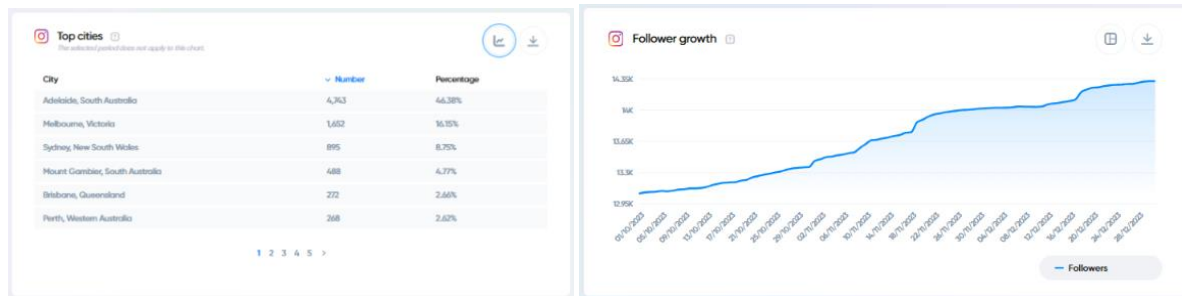 Top cities
The selected period does not apply to this chart.
City Number Percentage
Adelaide, South Australia 4,743 46.38%
Melbourne, Victoria 1,652 16.15%
Sydney, New South Wales 895 8.75%
Mount Gambier, South Australia 488 4.77%
Brisbane, Queensland 272 2.66%
Perth, Western Australia 268 2.62%
1 2 3 4 5 >
Follower growth
14.35K
14K
13.65K
13.3K
12.95K
01/10/2023 05/10/2023 09/10/2023 13/10/2023 17/10/2023 21/10/2023 25/10/2023 29/10/2023 02/11/2023 06/11/2023 10/11/2023 14/11/2023 18/11/2023 22/11/2023 26/11/2023 30/11/2023 04/12/2023 08/12/2023 12/12/2023 16/12/2023 20/12/2023 24/12/2023 28/12/2023
Followers